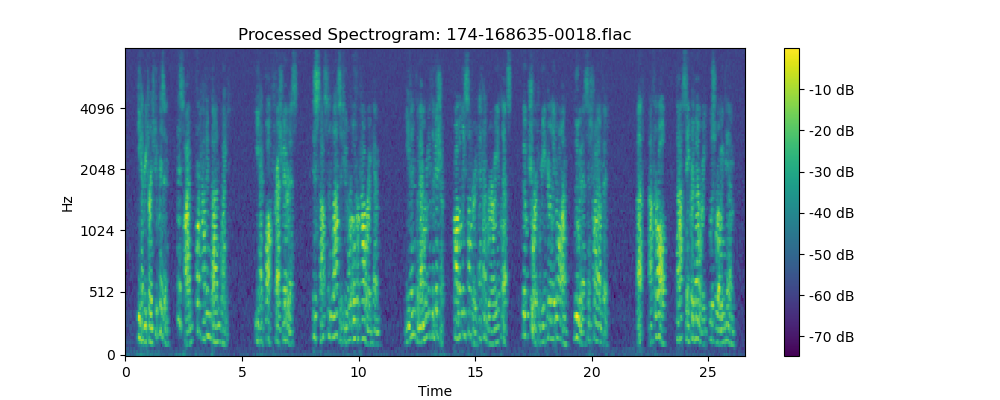 Processed Spectrogram: 174-168635-0018.flac
Hz
4096
2048
1024
512
0
0 5 10 15 20 25
Time
-10 dB
-20 dB
-30 dB
-40 dB
-50 dB
-60 dB
-70 dB